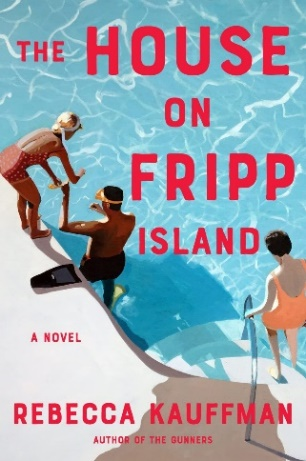 THE HOUSE
ON
FRIPP
ISLAND
A NOVEL
REBECCA KAUFFMAN
AUTHOR OF THE GUNNERS